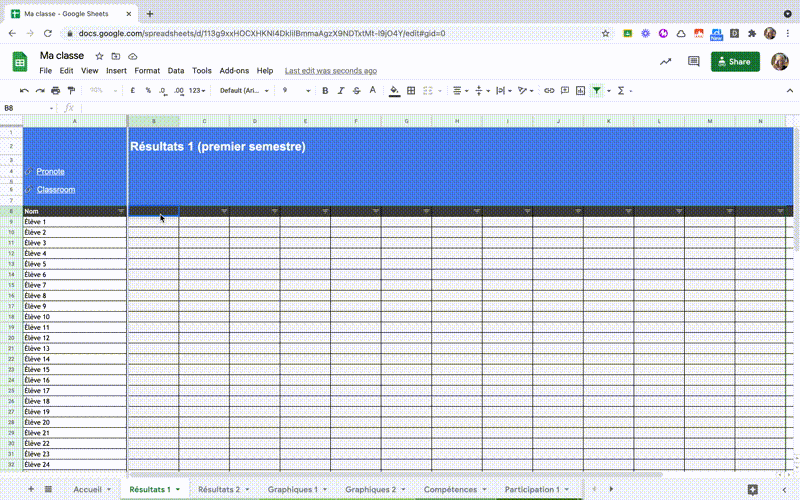 Ma classe - Google Sheets
docs.google.com/spreadsheets/d/113g9xxHOCXHKNI4DkliIBmmaAgzX9NDTxtMt-I9jO4Y/edit#gid=0
New
Ma classe
File Edit View Insert Format Data Tools Add-ons Help Last edit was seconds ago
Share
90% £ % .0 .00 123 Default (Ari... 9 B I S A
B8 fx
A B C D E F G H I J K L M N
1
2 Résultats 1 (premier semestre)
3
4 Pronote
5
6 Classroom
7
8 Nom
9 Élève 1
10 Élève 2
11 Élève 3
12 Élève 4
13 Élève 5
14 Élève 6
15 Élève 7
16 Élève 8
17 Élève 9
18 Élève 10
19 Élève 11
20 Élève 12
21 Élève 13
22 Élève 14
23 Élève 15
24 Élève 16
25 Élève 17
26 Élève 18
27 Élève 19
28 Élève 20
29 Élève 21
30 Élève 22
31 Élève 23
32 Élève 24
Accueil Résultats 1 Résultats 2 Graphiques 1 Graphiques 2 Compétences Participation 1